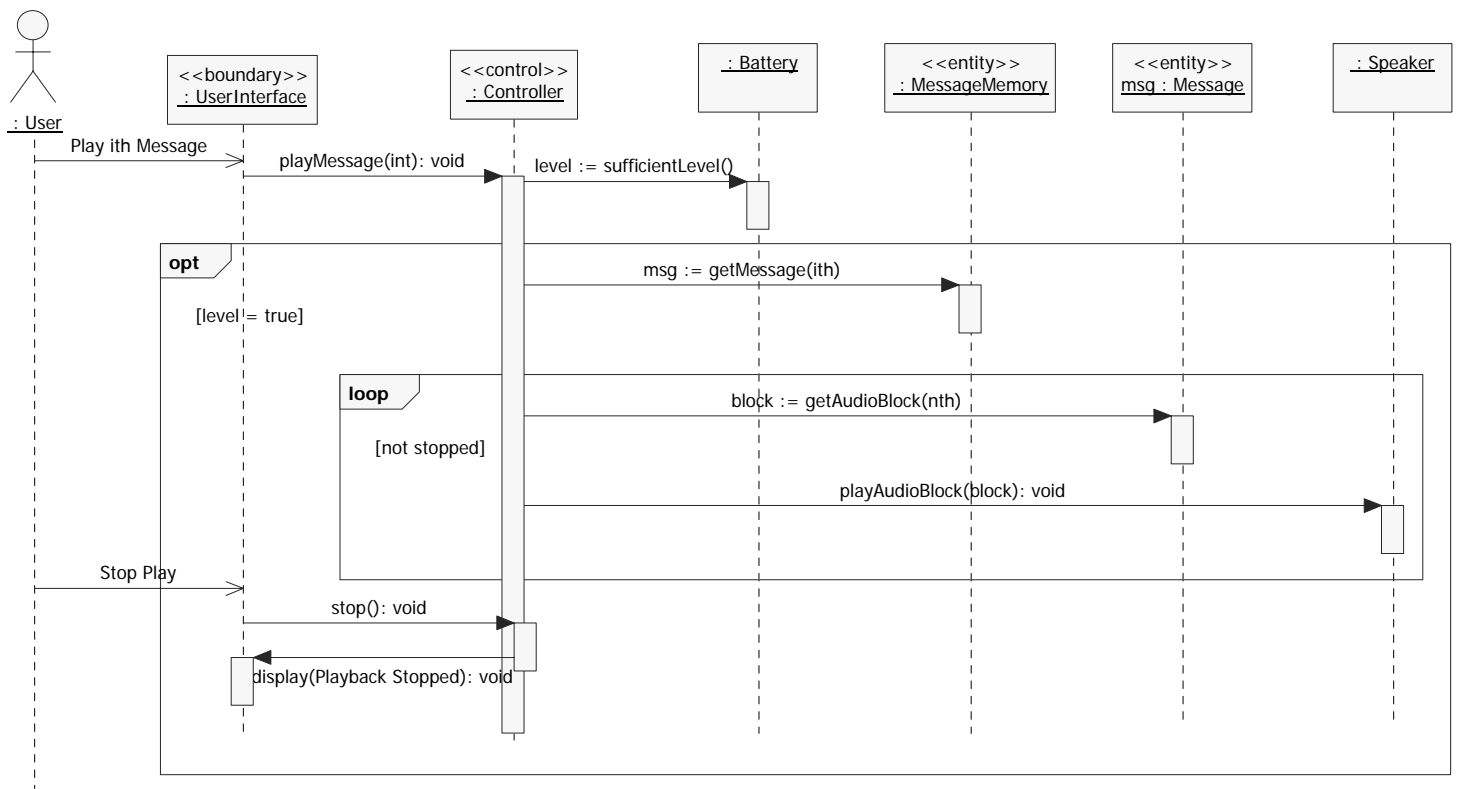 <<boundary>>
: UserInterface
<<control>>
: Controller
: Battery
<<entity>>
: MessageMemory
<<entity>>
msg : Message
: Speaker
: User
Play ith Message
playMessage(int): void
level := sufficientLevel()
opt
msg := getMessage(ith)
[level = true]
loop
block := getAudioBlock(nth)
[not stopped]
playAudioBlock(block): void
Stop Play
stop(): void
display(Playback Stopped): void